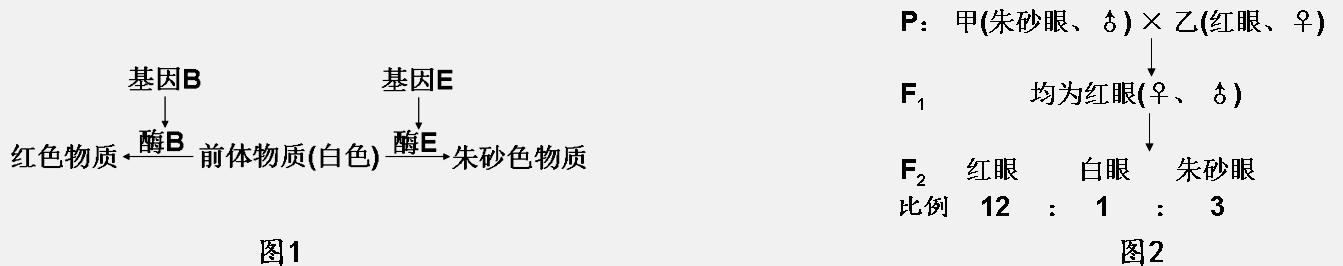 基因B 基因E
酶B 酶E
红色物质 前体物质(白色) 朱砂色物质
图1
P: 甲(朱砂眼、♂) × 乙(红眼、♀)
F₁ 均为红眼(♀、♂)
F₂ 红眼 白眼 朱砂眼
比例 12 : 1 : 3
图2